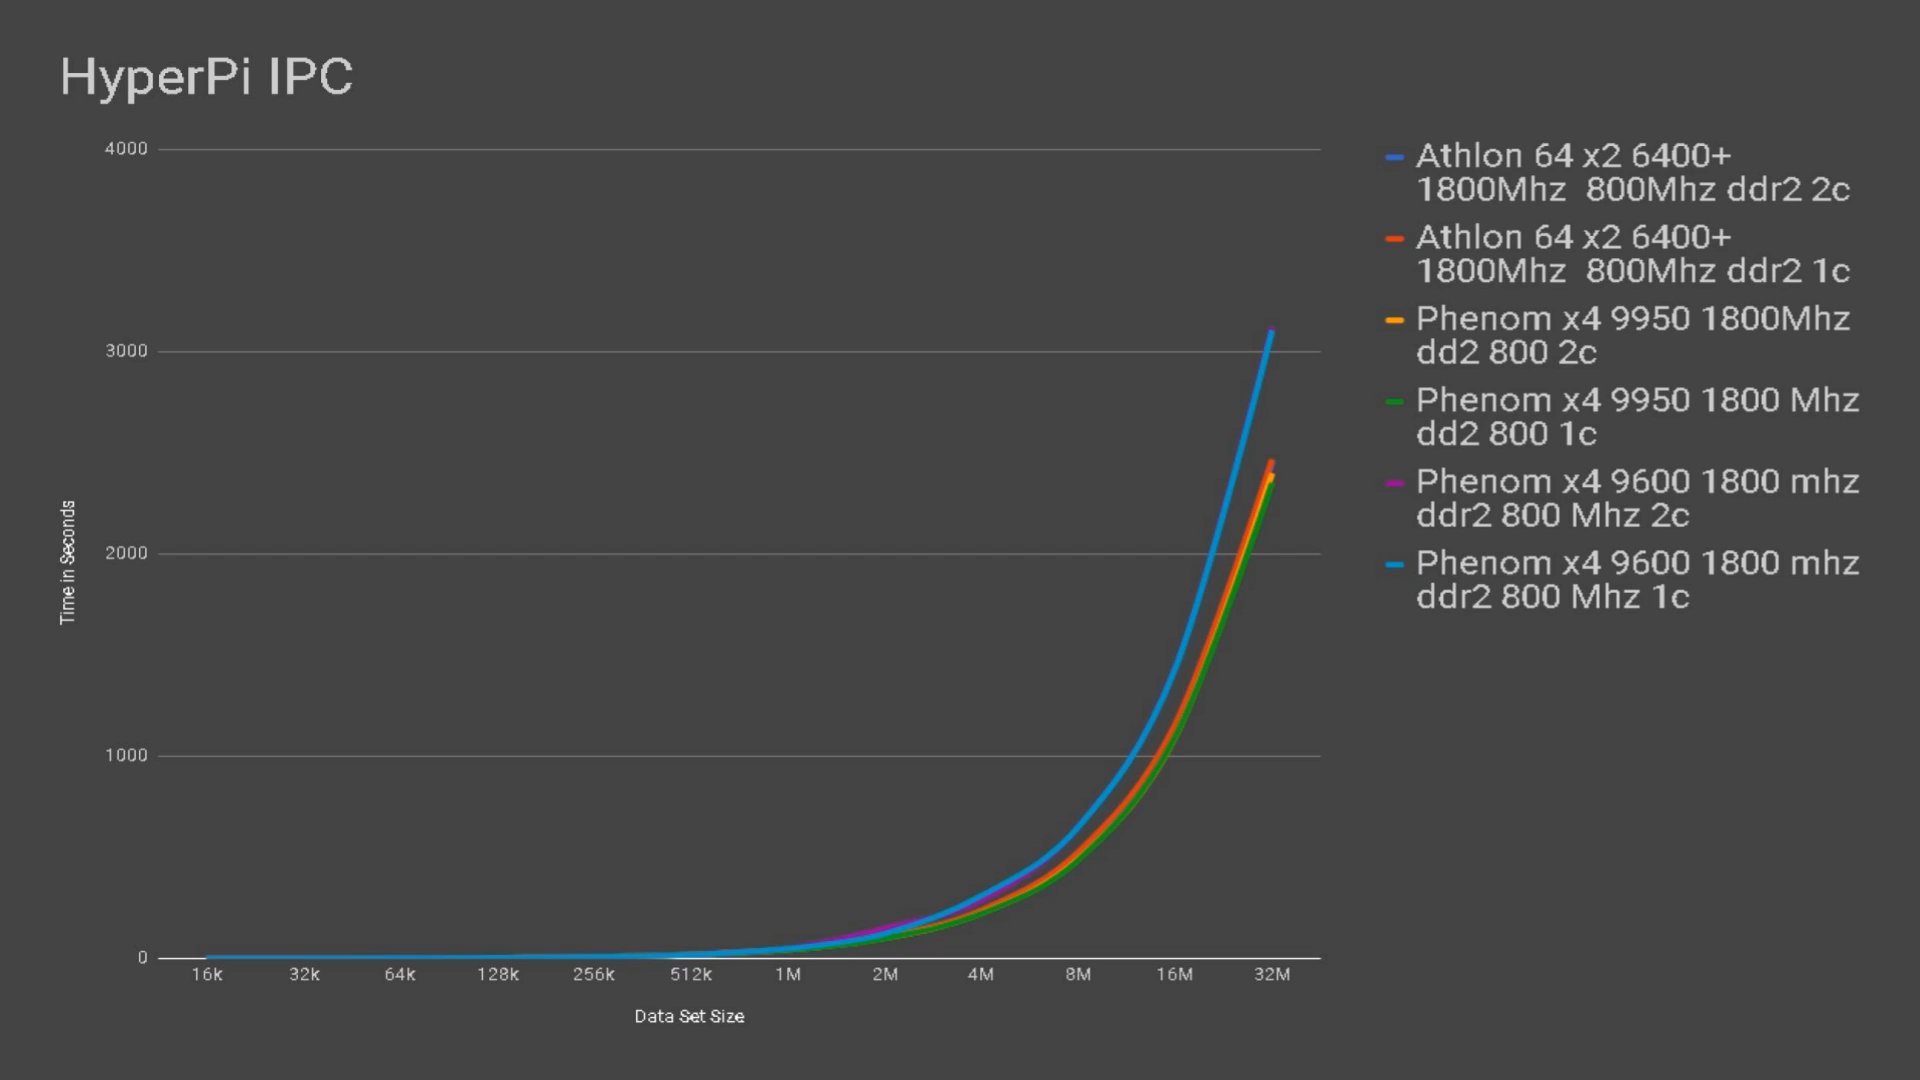 HyperPi IPC
4000
3000
2000
1000
0
Time in Seconds
16k 32k 64k 128k 256k 512k 1M 2M 4M 8M 16M 32M
Data Set Size
Athlon 64 x2 6400+
1800Mhz  800Mhz ddr2 2c
Athlon 64 x2 6400+
1800Mhz  800Mhz ddr2 1c
Phenom x4 9950 1800Mhz
dd2 800 2c
Phenom x4 9950 1800 Mhz
dd2 800 1c
Phenom x4 9600 1800 mhz
ddr2 800 Mhz 2c
Phenom x4 9600 1800 mhz
ddr2 800 Mhz 1c